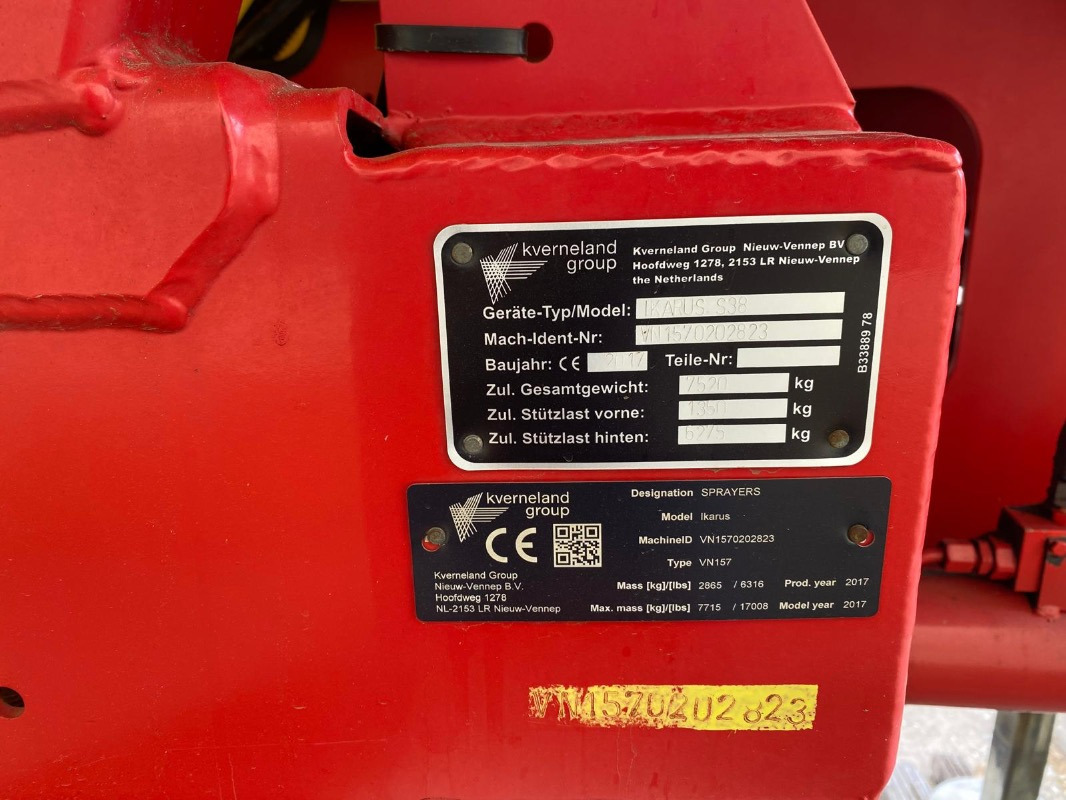 kverneland
group
Kverneland Group Nieuw-Vennep BV
Hoofdweg 1278, 2153 LR Nieuw-Vennep
the Netherlands
Geräte-Typ/Model: IKARUS S38
Mach-Ident-Nr: VN1570202823
Baujahr: CE 2017 Teile-Nr:
Zul. Gesamtgewicht: 7520 kg
Zul. Stützlast vorne: 1350 kg
Zul. Stützlast hinten: 6275 kg
B33889 78
kverneland
group
CE
Kverneland Group
Nieuw-Vennep B.V.
Hoofdweg 1278
NL-2153 LR Nieuw-Vennep
Designation SPRAYERS
Model Ikarus
MachineID VN1570202823
Type VN157
Mass [kg]/[lbs] 2865 / 6316 Prod. year 2017
Max. mass [kg]/[lbs] 7715 / 17008 Model year 2017
VN1570202823